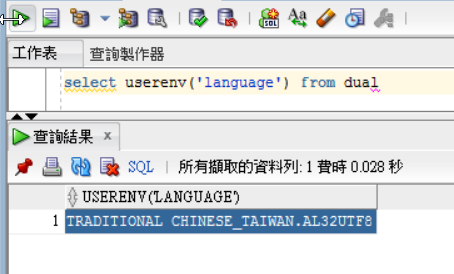 SQL
Aa
工作表 查詢製作器
select userenv('language') from dual
查詢結果 x
SQL | 所有擷取的資料列: 1 費時 0.028 秒
USERENV('LANGUAGE')
1 TRADITIONAL CHINESE_TAIWAN.AL32UTF8